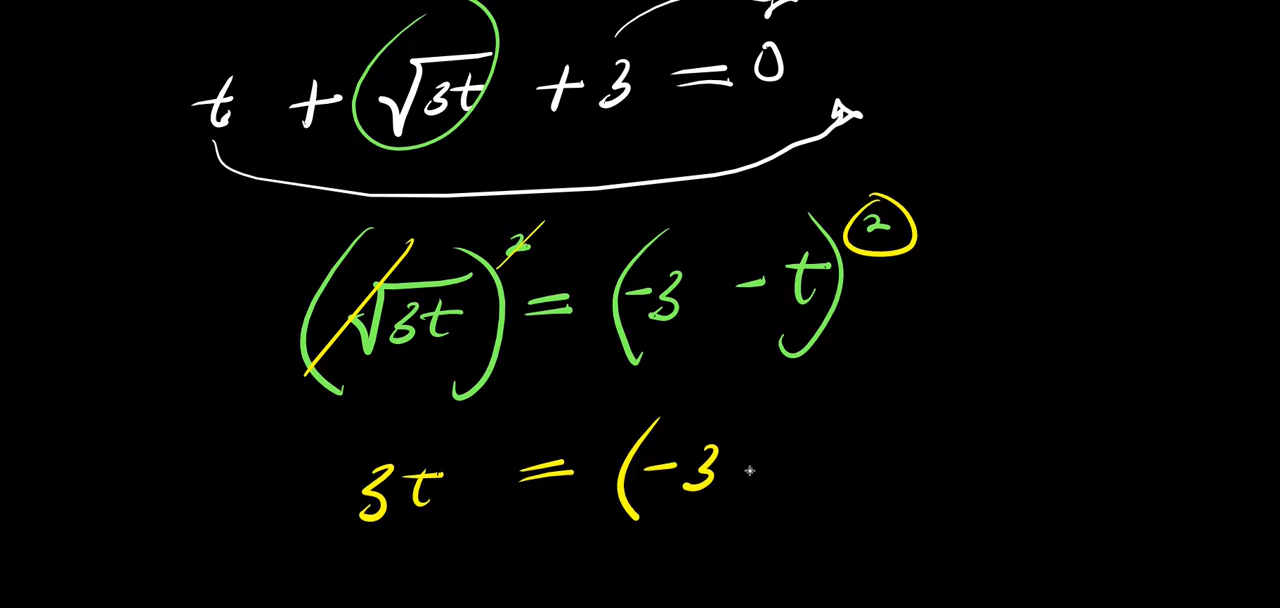 t + √3t + 3 = 0
(√3t)² = (-3 - t)²
3t = (-3